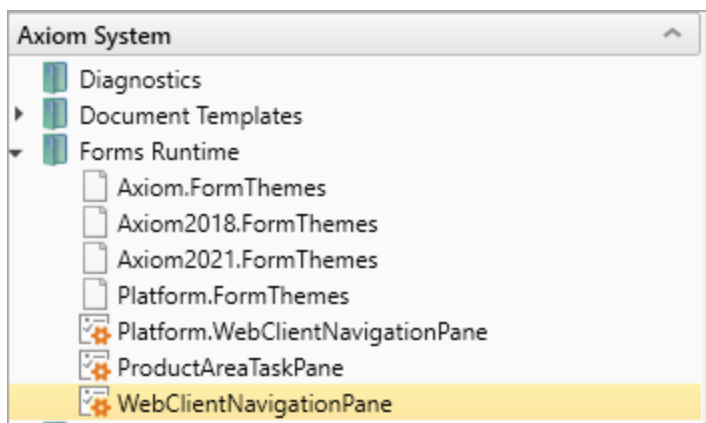 Axiom System
Diagnostics
Document Templates
Forms Runtime
Axiom.FormThemes
Axiom2018.FormThemes
Axiom2021.FormThemes
Platform.FormThemes
Platform.WebClientNavigationPane
ProductAreaTaskPane
WebClientNavigationPane